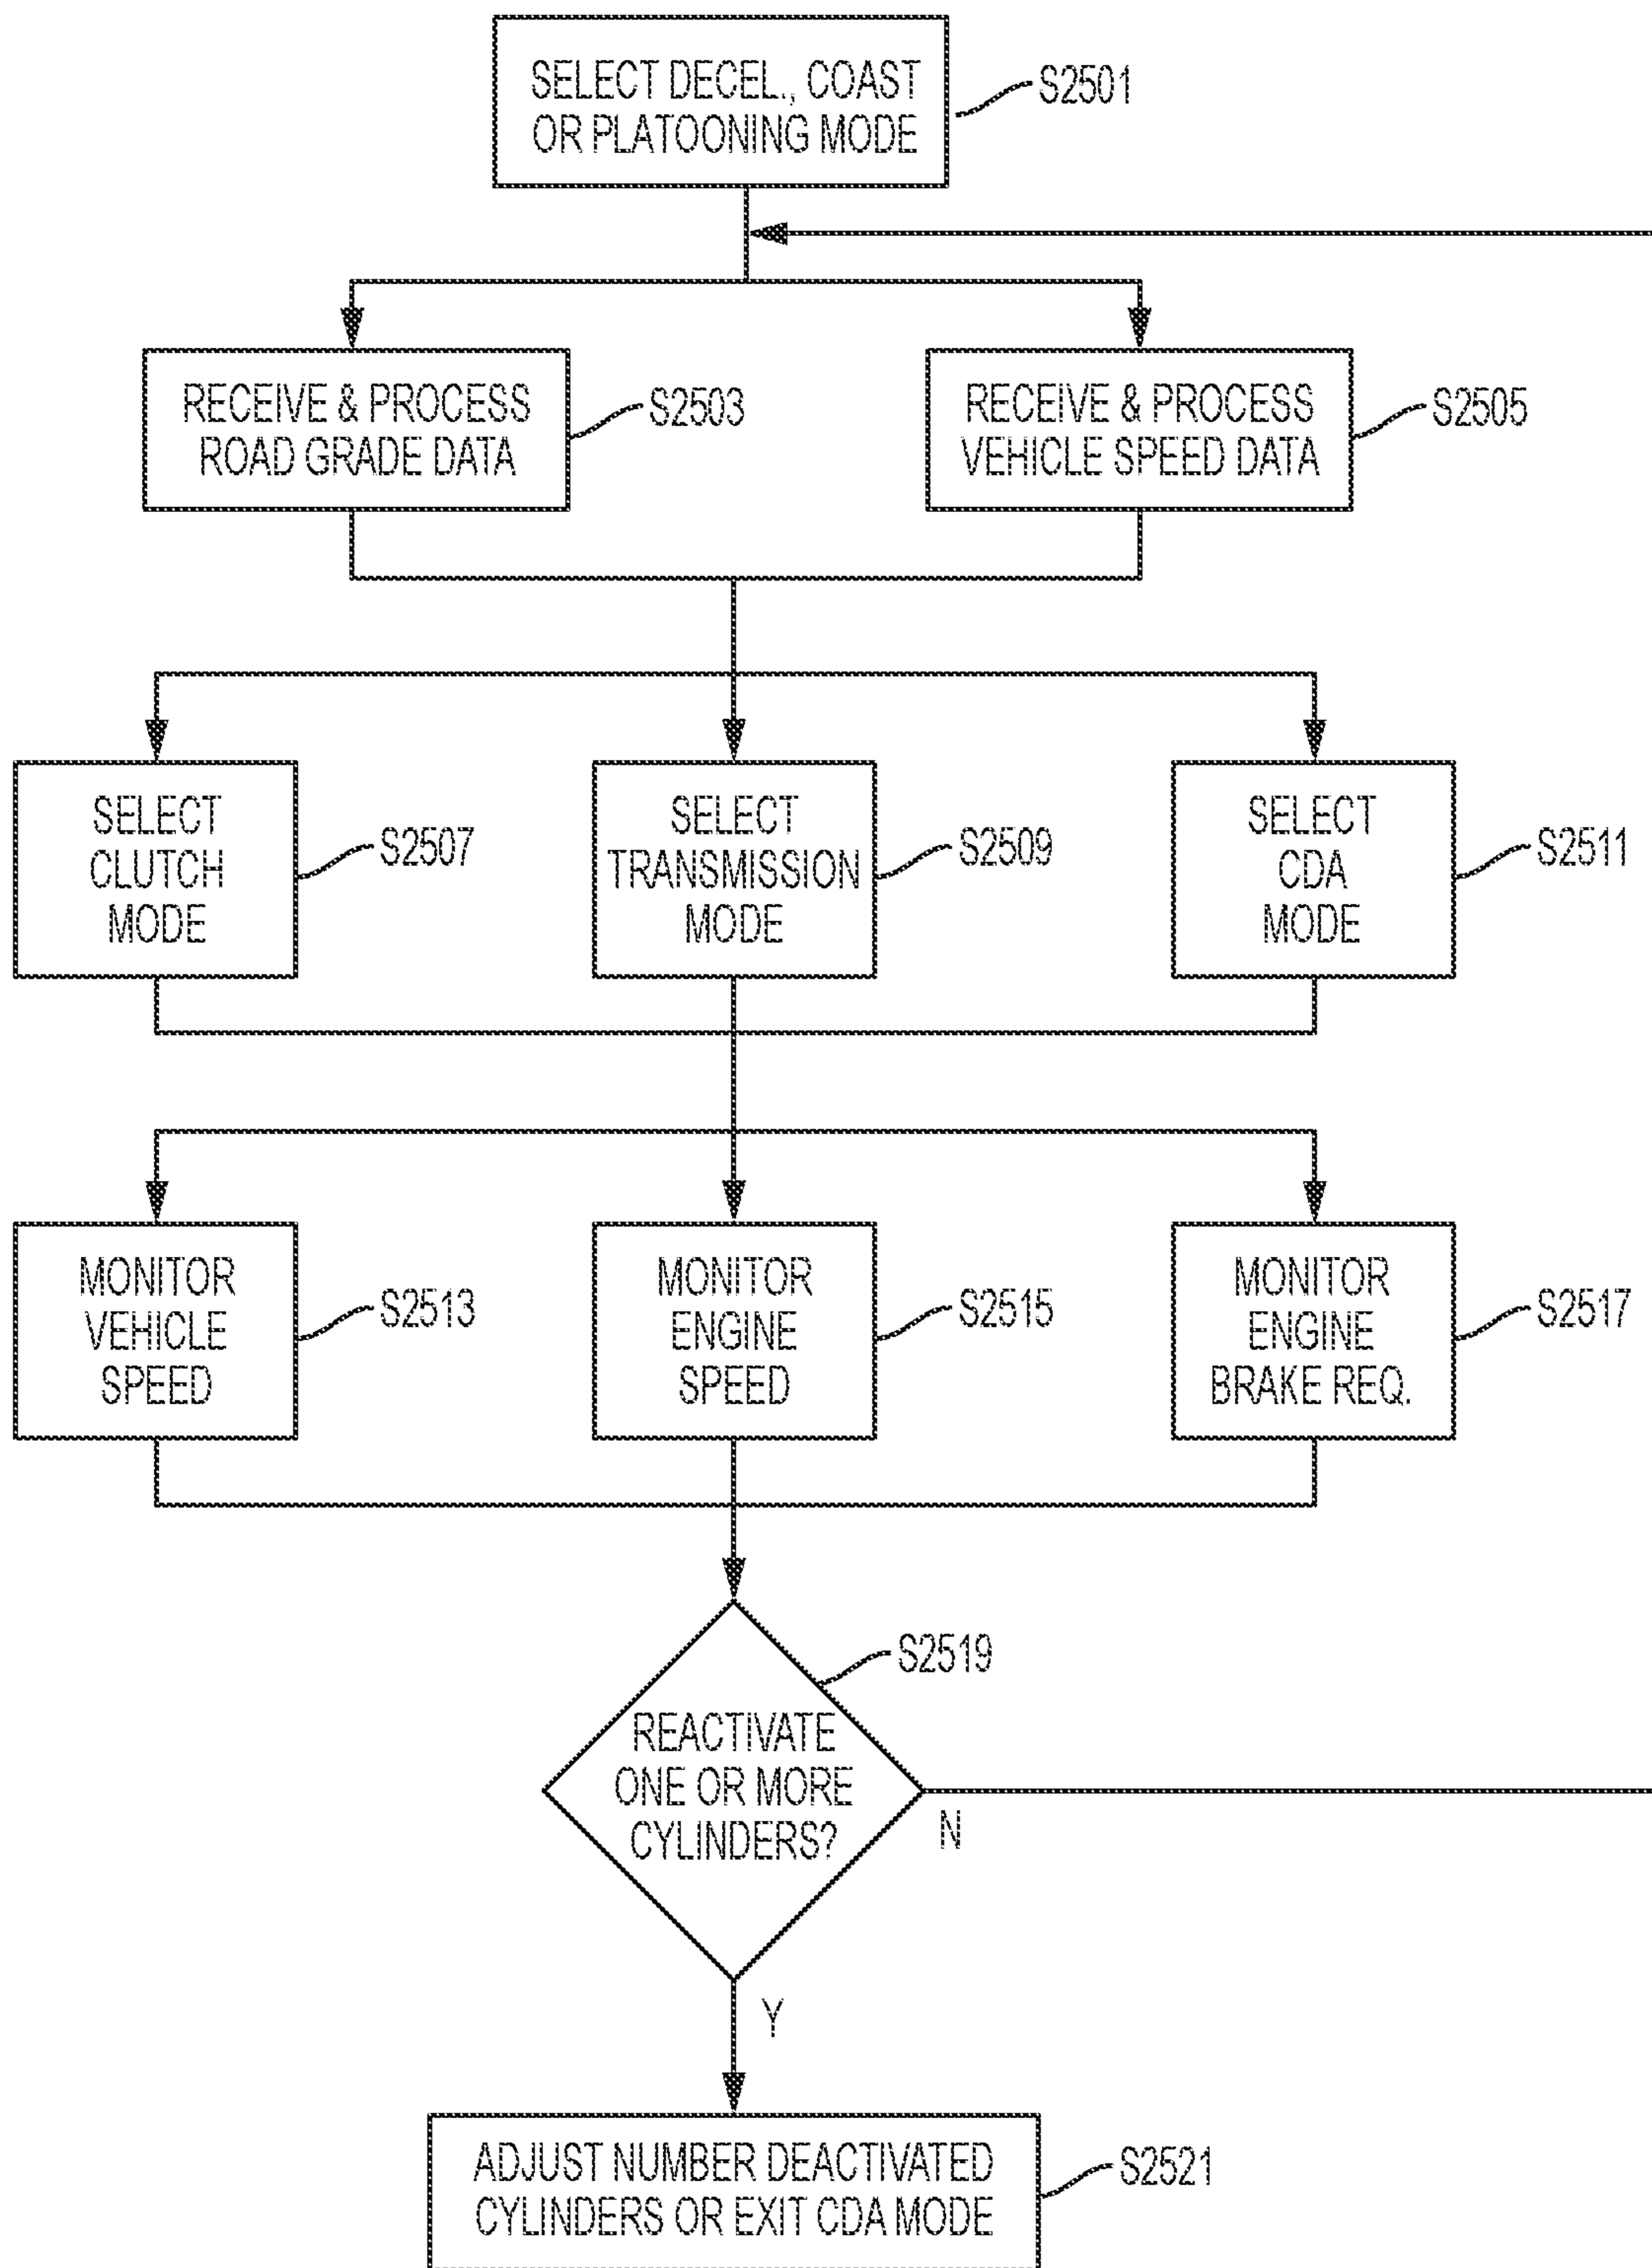 SELECT DECEL., COAST
OR PLATOONING MODE
S2501
RECEIVE & PROCESS
ROAD GRADE DATA
S2503
RECEIVE & PROCESS
VEHICLE SPEED DATA
S2505
SELECT
CLUTCH
MODE
S2507
SELECT
TRANSMISSION
MODE
S2509
SELECT
CDA
MODE
S2511
MONITOR
VEHICLE
SPEED
S2513
MONITOR
ENGINE
SPEED
S2515
MONITOR
ENGINE
BRAKE REQ.
S2517
S2519
REACTIVATE
ONE OR MORE
CYLINDERS?
N
Y
ADJUST NUMBER DEACTIVATED
CYLINDERS OR EXIT CDA MODE
S2521